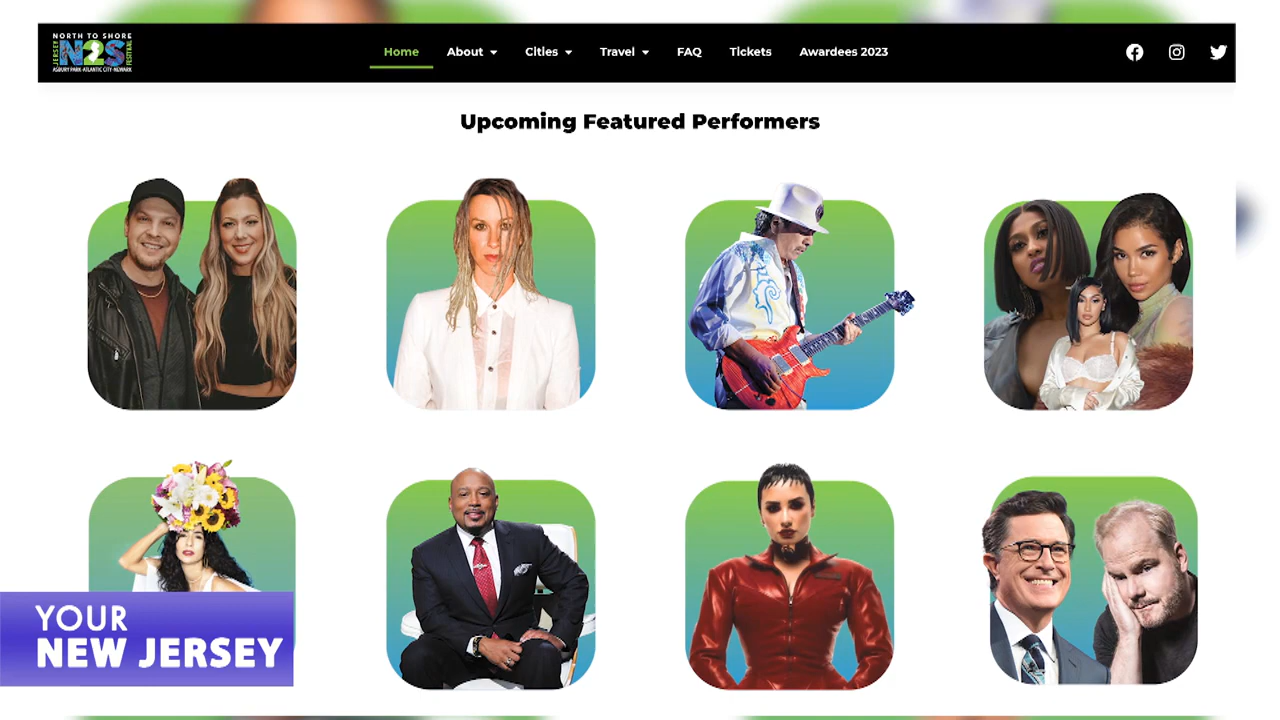 NORTH TO SHORE
JERSEY
N2S
FESTIVAL
ASBURY PARK·ATLANTIC CITY·NEWARK
Home
About
Cities
Travel
FAQ
Tickets
Awardees 2023
Upcoming Featured Performers
YOUR
NEW JERSEY